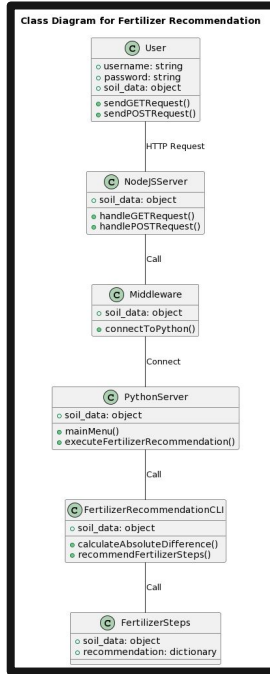 Class Diagram for Fertilizer Recommendation
C User
username: string
password: string
soil_data: object
sendGETRequest()
sendPOSTRequest()
HTTP Request
C NodeJSServer
soil_data: object
handleGETRequest()
handlePOSTRequest()
Call
C Middleware
soil_data: object
connectToPython()
Connect
C PythonServer
soil_data: object
mainMenu()
executeFertilizerRecommendation()
Call
C FertilizerRecommendationCLI
soil_data: object
calculateAbsoluteDifference()
recommendFertilizerSteps()
Call
C FertilizerSteps
soil_data: object
recommendation: dictionary